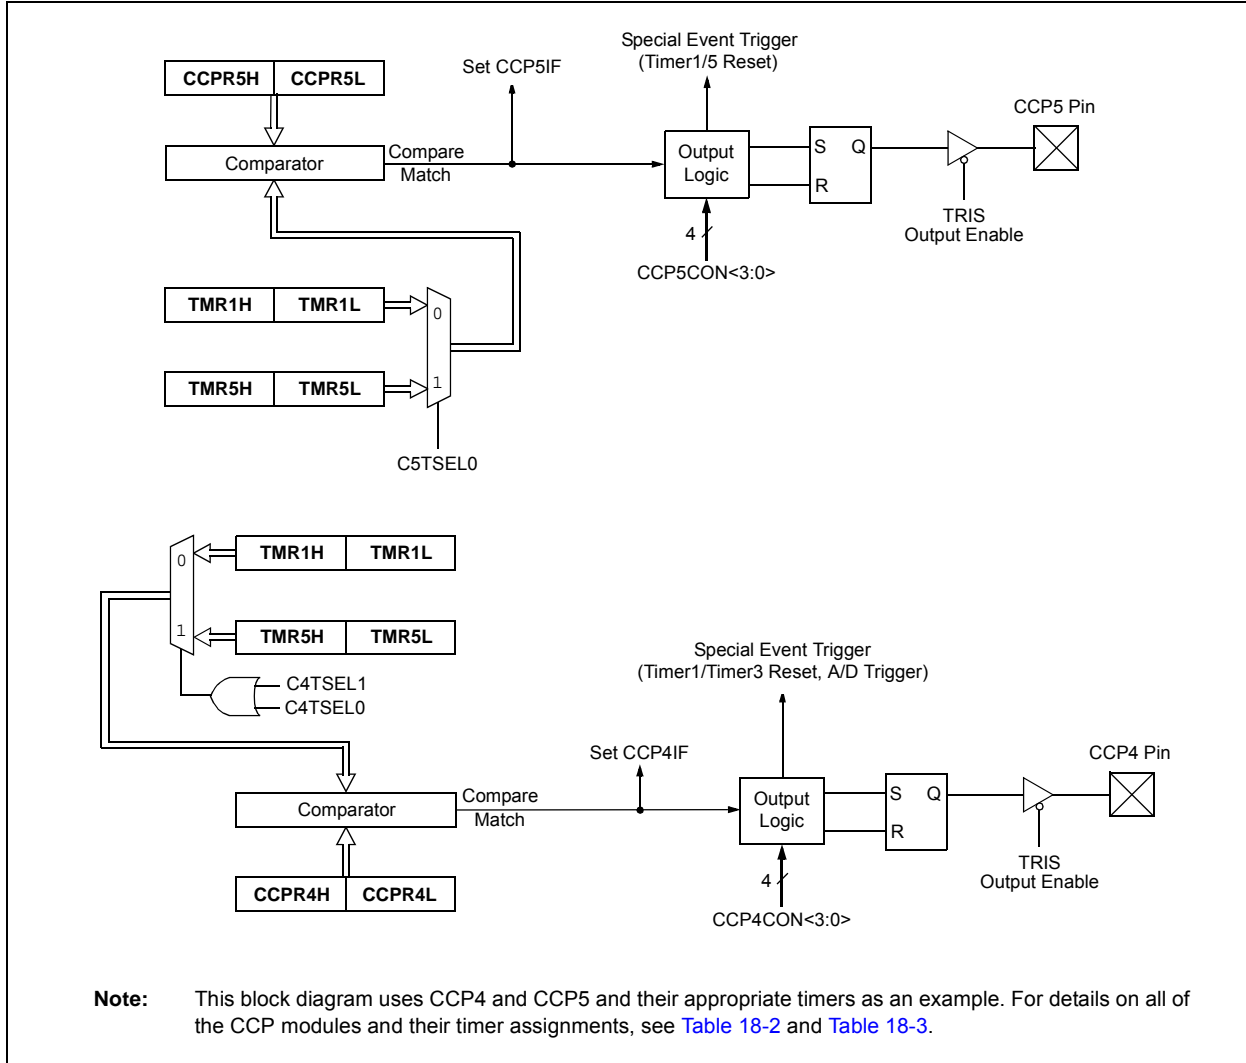 Special Event Trigger
(Timer1/5 Reset)
Set CCP5IF
CCPR5H CCPR5L
CCP5 Pin
Comparator
Compare
Match
Output
Logic
S Q
R
TRIS
Output Enable
4
CCP5CON<3:0>
TMR1H TMR1L
0
TMR5H TMR5L
1
C5TSEL0
0
TMR1H TMR1L
1
TMR5H TMR5L
C4TSEL1
C4TSEL0
Special Event Trigger
(Timer1/Timer3 Reset, A/D Trigger)
Set CCP4IF
CCP4 Pin
Comparator
Compare
Match
Output
Logic
S Q
R
TRIS
Output Enable
4
CCPR4H CCPR4L
CCP4CON<3:0>
Note: This block diagram uses CCP4 and CCP5 and their appropriate timers as an example. For details on all of
the CCP modules and their timer assignments, see Table 18-2 and Table 18-3.